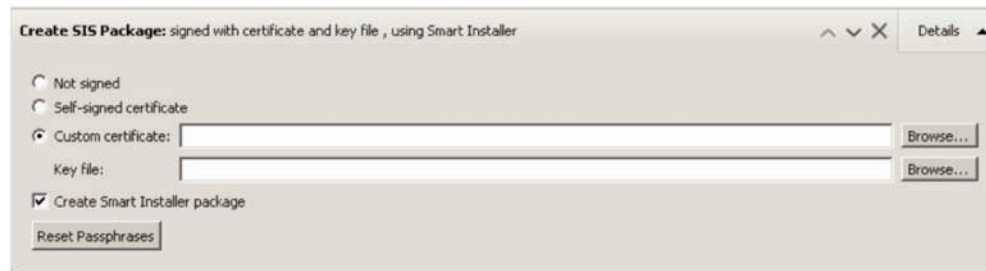 Create SIS Package: signed with certificate and key file , using Smart Installer Details
Not signed
Self-signed certificate
Custom certificate: Browse...
Key file: Browse...
Create Smart Installer package
Reset Passphrases